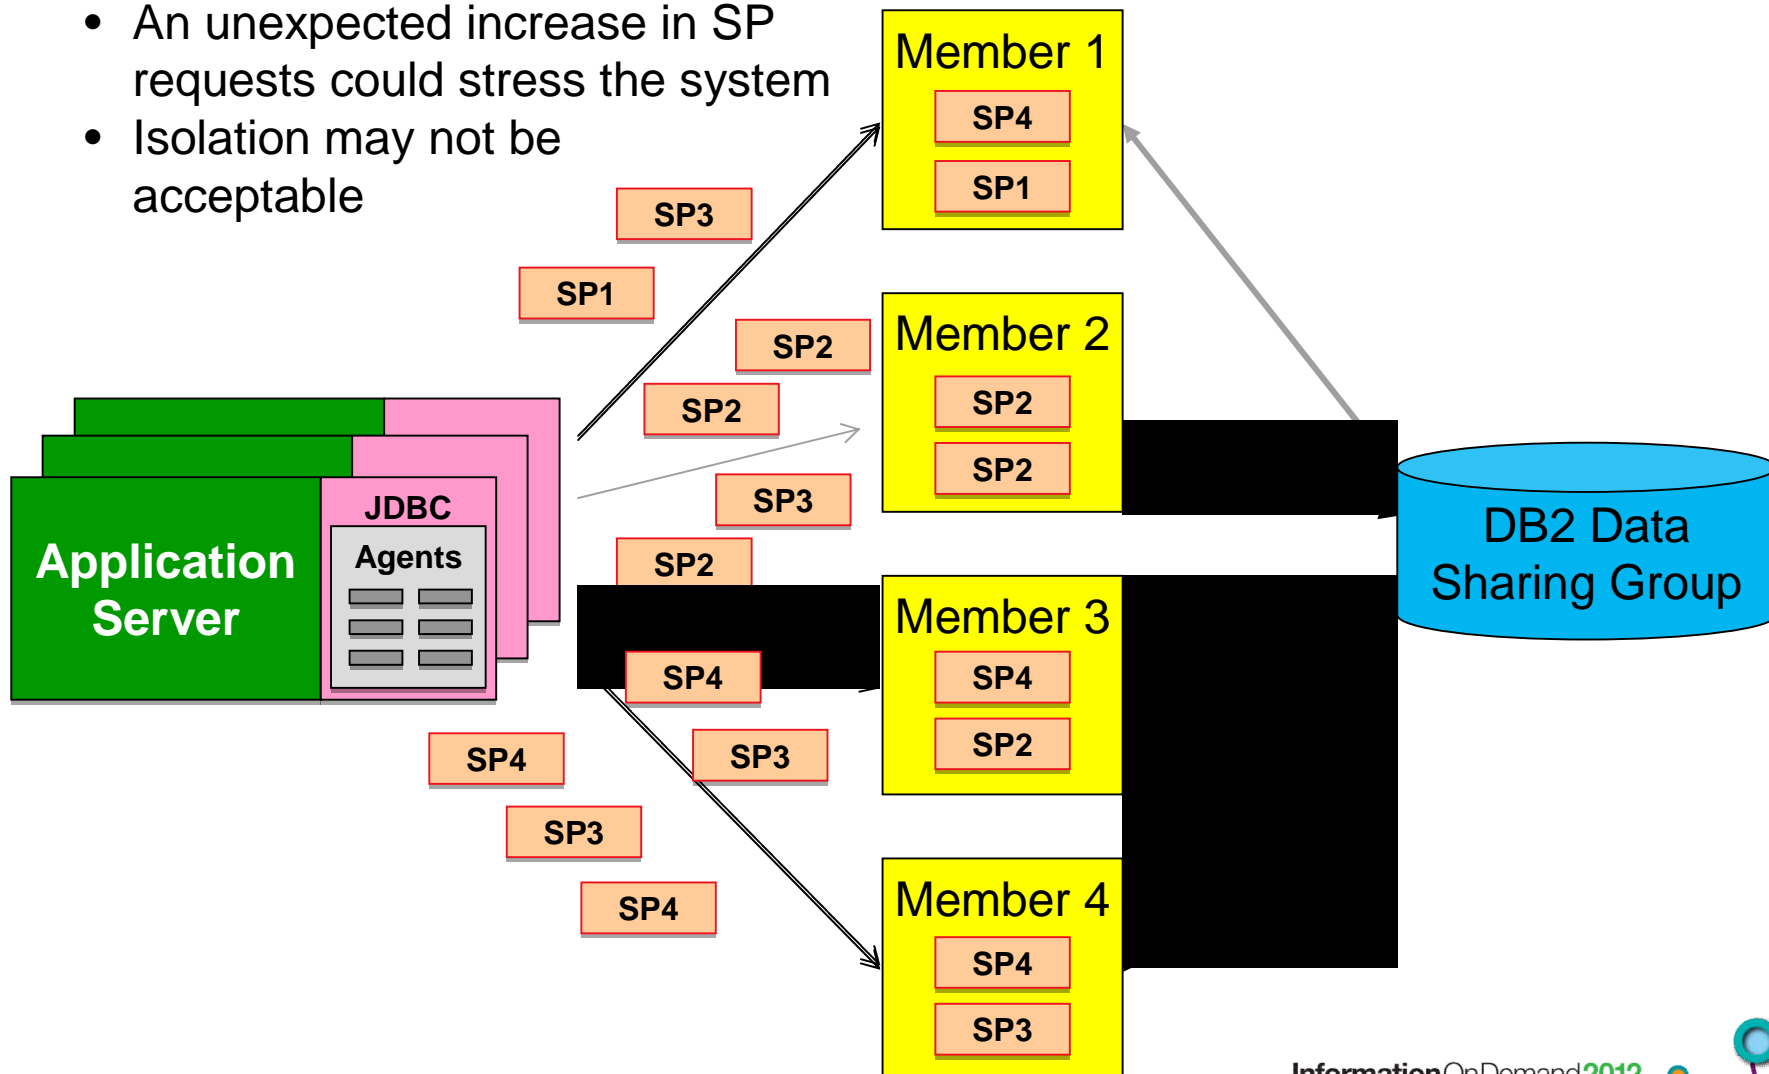 • An unexpected increase in SP
requests could stress the system
• Isolation may not be
acceptable
Member 1
SP4
SP1
SP3
SP1
SP2
SP2
Member 2
SP2
SP2
SP3
SP2
JDBC
Agents
Application
Server
DB2 Data
Sharing Group
Member 3
SP4
SP2
SP4
SP3
SP4
SP3
SP4
Member 4
SP4
SP3
InformationOnDemand2012